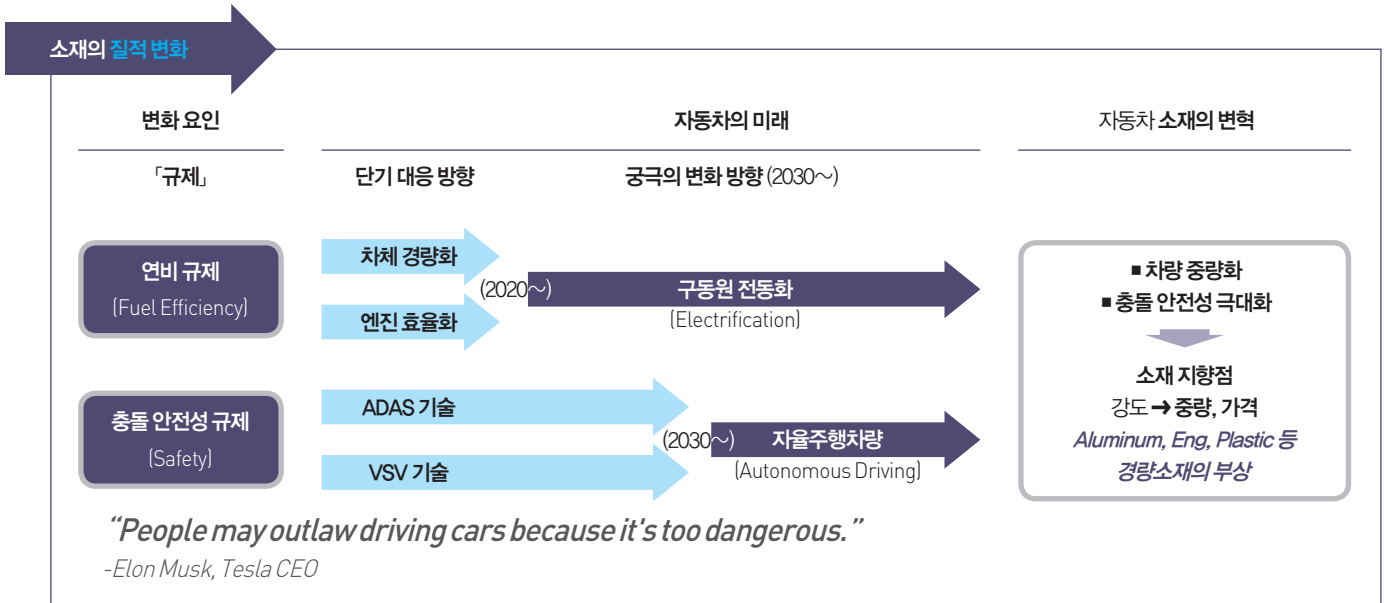 소재의 질적 변화
변화 요인
자동차의 미래
자동차 소재의 변혁
「규제」
단기 대응 방향
궁극의 변화 방향 (2030~)
연비 규제
(Fuel Efficiency)
차체 경량화
엔진 효율화
(2020~)
구동원 전동화
(Electrification)
충돌 안전성 규제
(Safety)
ADAS 기술
VSV 기술
(2030~)
자율주행차량
(Autonomous Driving)
■ 차량 중량화
■ 충돌 안전성 극대화
소재 지향점
강도 ➜ 중량, 가격
Aluminum, Eng, Plastic 등
경량소재의 부상
“People may outlaw driving cars because it's too dangerous.”
-Elon Musk, Tesla CEO